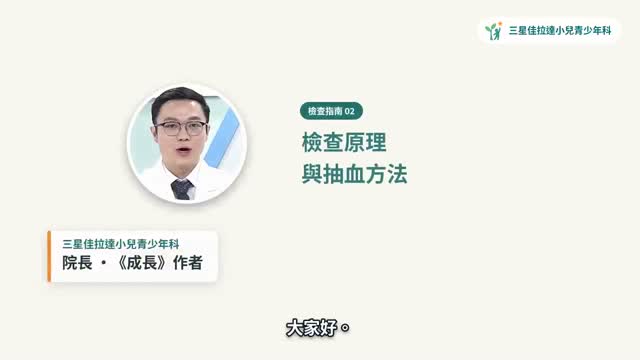 三星佳拉達小兒青少年科
檢查指南 02
檢查原理
與抽血方法
三星佳拉達小兒青少年科
院長 ・《成長》作者
大家好。